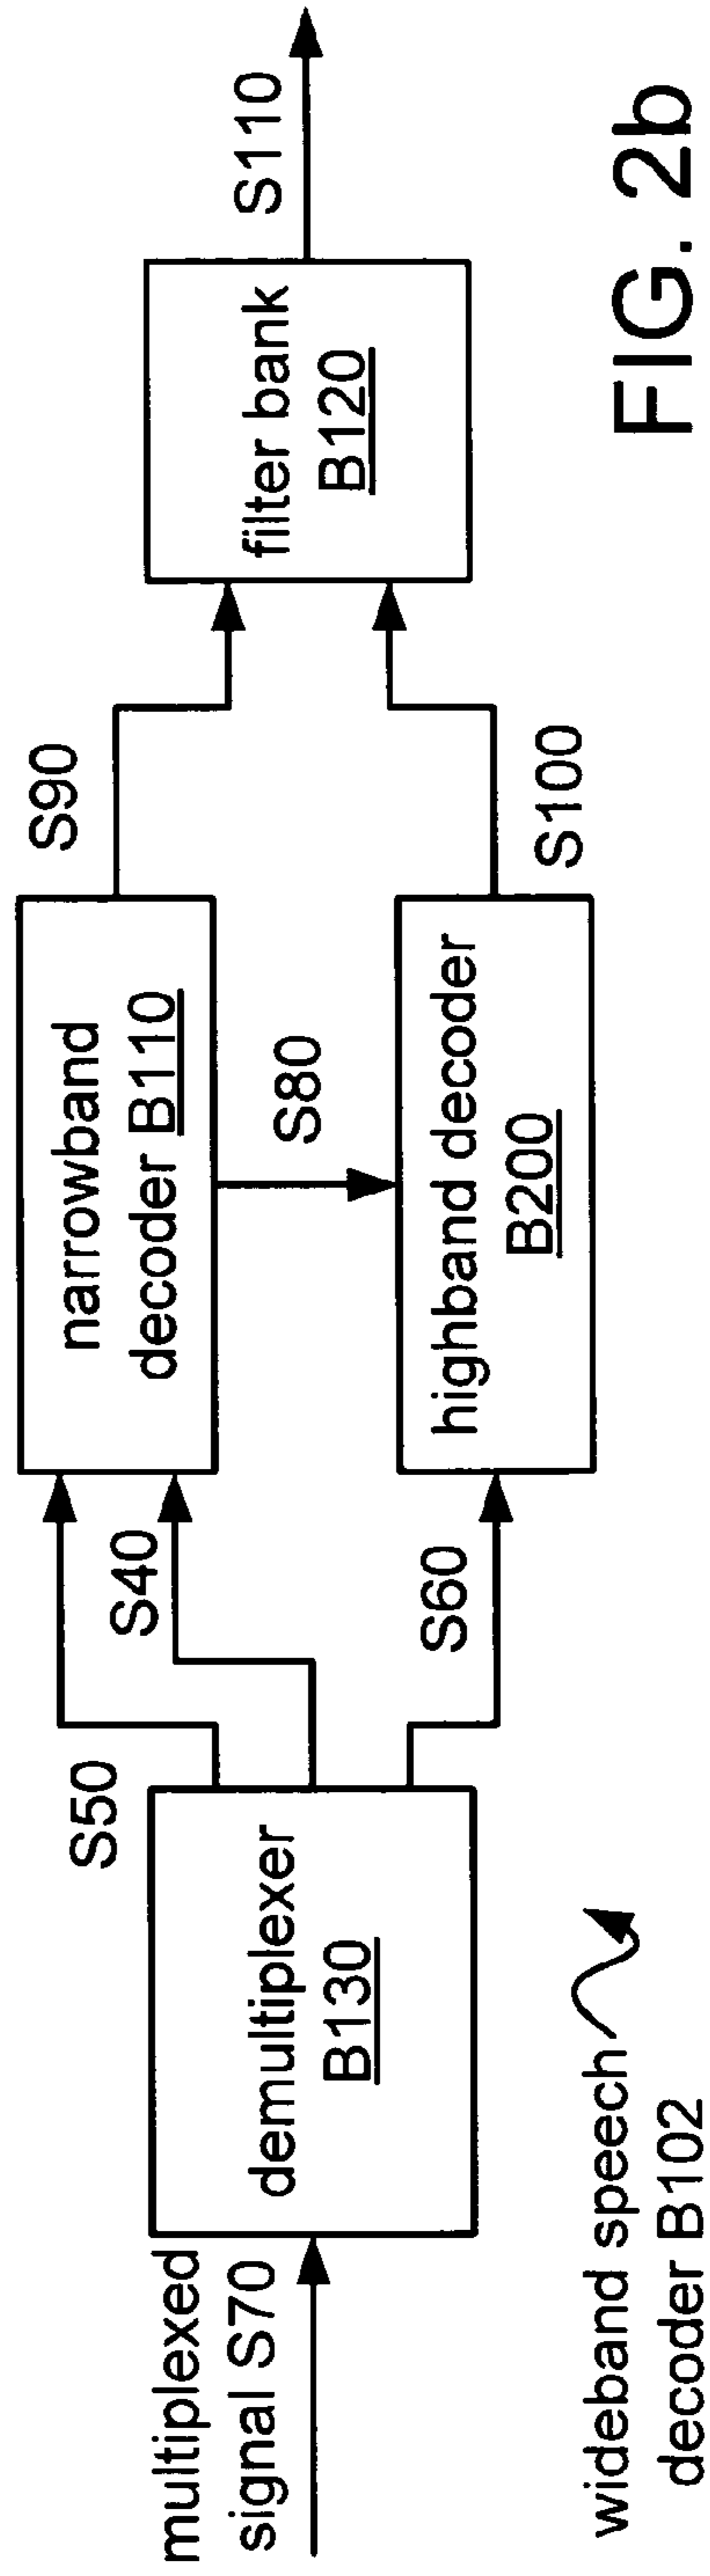 multiplexed
signal S70
demultiplexer
B130
S50
S40
S60
narrowband
decoder B110
S80
highband decoder
B200
S90
S100
filter bank
B120
S110
wideband speech
decoder B102
FIG. 2b